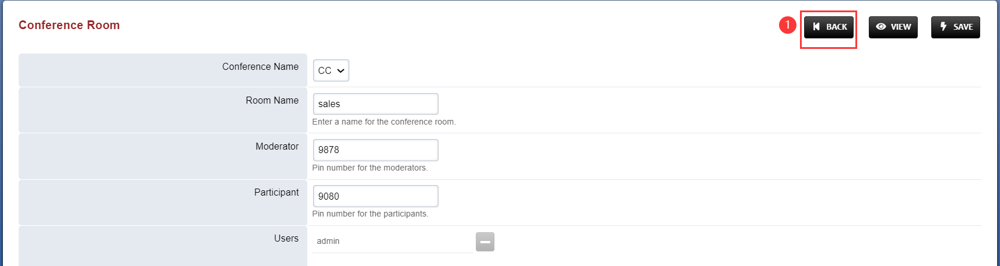 Conference Room
1 BACK VIEW SAVE
Conference Name CC
Room Name sales
Enter a name for the conference room.
Moderator 9878
Pin number for the moderators.
Participant 9080
Pin number for the participants.
Users admin